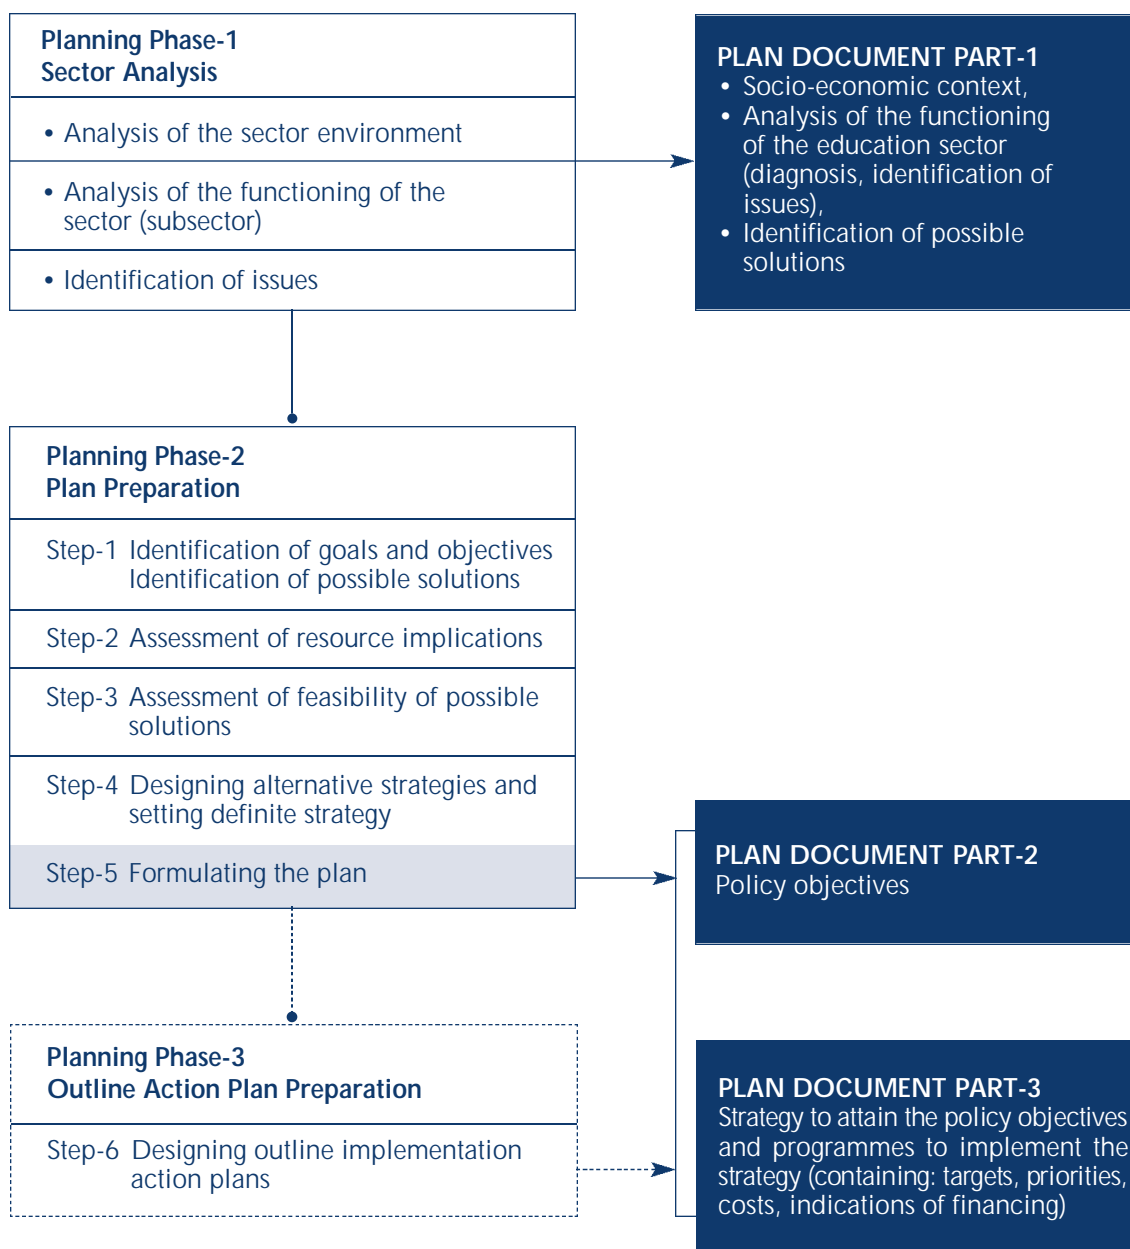 Planning Phase-1
Sector Analysis
• Analysis of the sector environment
• Analysis of the functioning of the
sector (subsector)
• Identification of issues
PLAN DOCUMENT PART-1
• Socio-economic context,
• Analysis of the functioning
of the education sector
(diagnosis, identification of
issues),
• Identification of possible
solutions
Planning Phase-2
Plan Preparation
Step-1 Identification of goals and objectives
Identification of possible solutions
Step-2 Assessment of resource implications
Step-3 Assessment of feasibility of possible
solutions
Step-4 Designing alternative strategies and
setting definite strategy
Step-5 Formulating the plan
PLAN DOCUMENT PART-2
Policy objectives
Planning Phase-3
Outline Action Plan Preparation
Step-6 Designing outline implementation
action plans
PLAN DOCUMENT PART-3
Strategy to attain the policy objectives
and programmes to implement the
strategy (containing: targets, priorities,
costs, indications of financing)